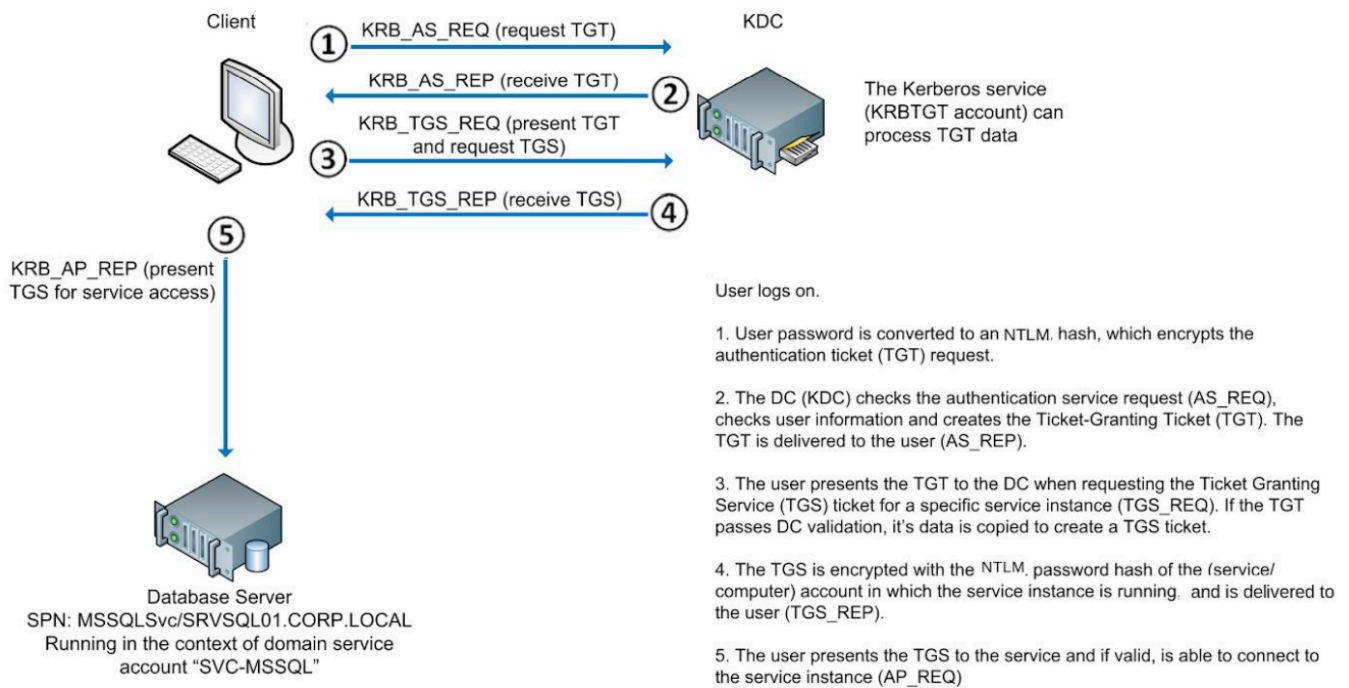 Client
KDC
1
KRB_AS_REQ (request TGT)
KRB_AS_REP (receive TGT)
2
The Kerberos service
(KRBTGT account) can
process TGT data
KRB_TGS_REQ (present TGT
and request TGS)
3
KRB_TGS_REP (receive TGS)
4
5
KRB_AP_REP (present
TGS for service access)
Database Server
SPN: MSSQLSvc/SRVSQL01.CORP.LOCAL
Running in the context of domain service
account “SVC-MSSQL”
User logs on.
1. User password is converted to an NTLM. hash, which encrypts the
authentication ticket (TGT) request.
2. The DC (KDC) checks the authentication service request (AS_REQ),
checks user information and creates the Ticket-Granting Ticket (TGT). The
TGT is delivered to the user (AS_REP).
3. The user presents the TGT to the DC when requesting the Ticket Granting
Service (TGS) ticket for a specific service instance (TGS_REQ). If the TGT
passes DC validation, it’s data is copied to create a TGS ticket.
4. The TGS is encrypted with the NTLM. password hash of the (service/
computer) account in which the service instance is running, and is delivered to
the user (TGS_REP).
5. The user presents the TGS to the service and if valid, is able to connect to
the service instance (AP_REQ)